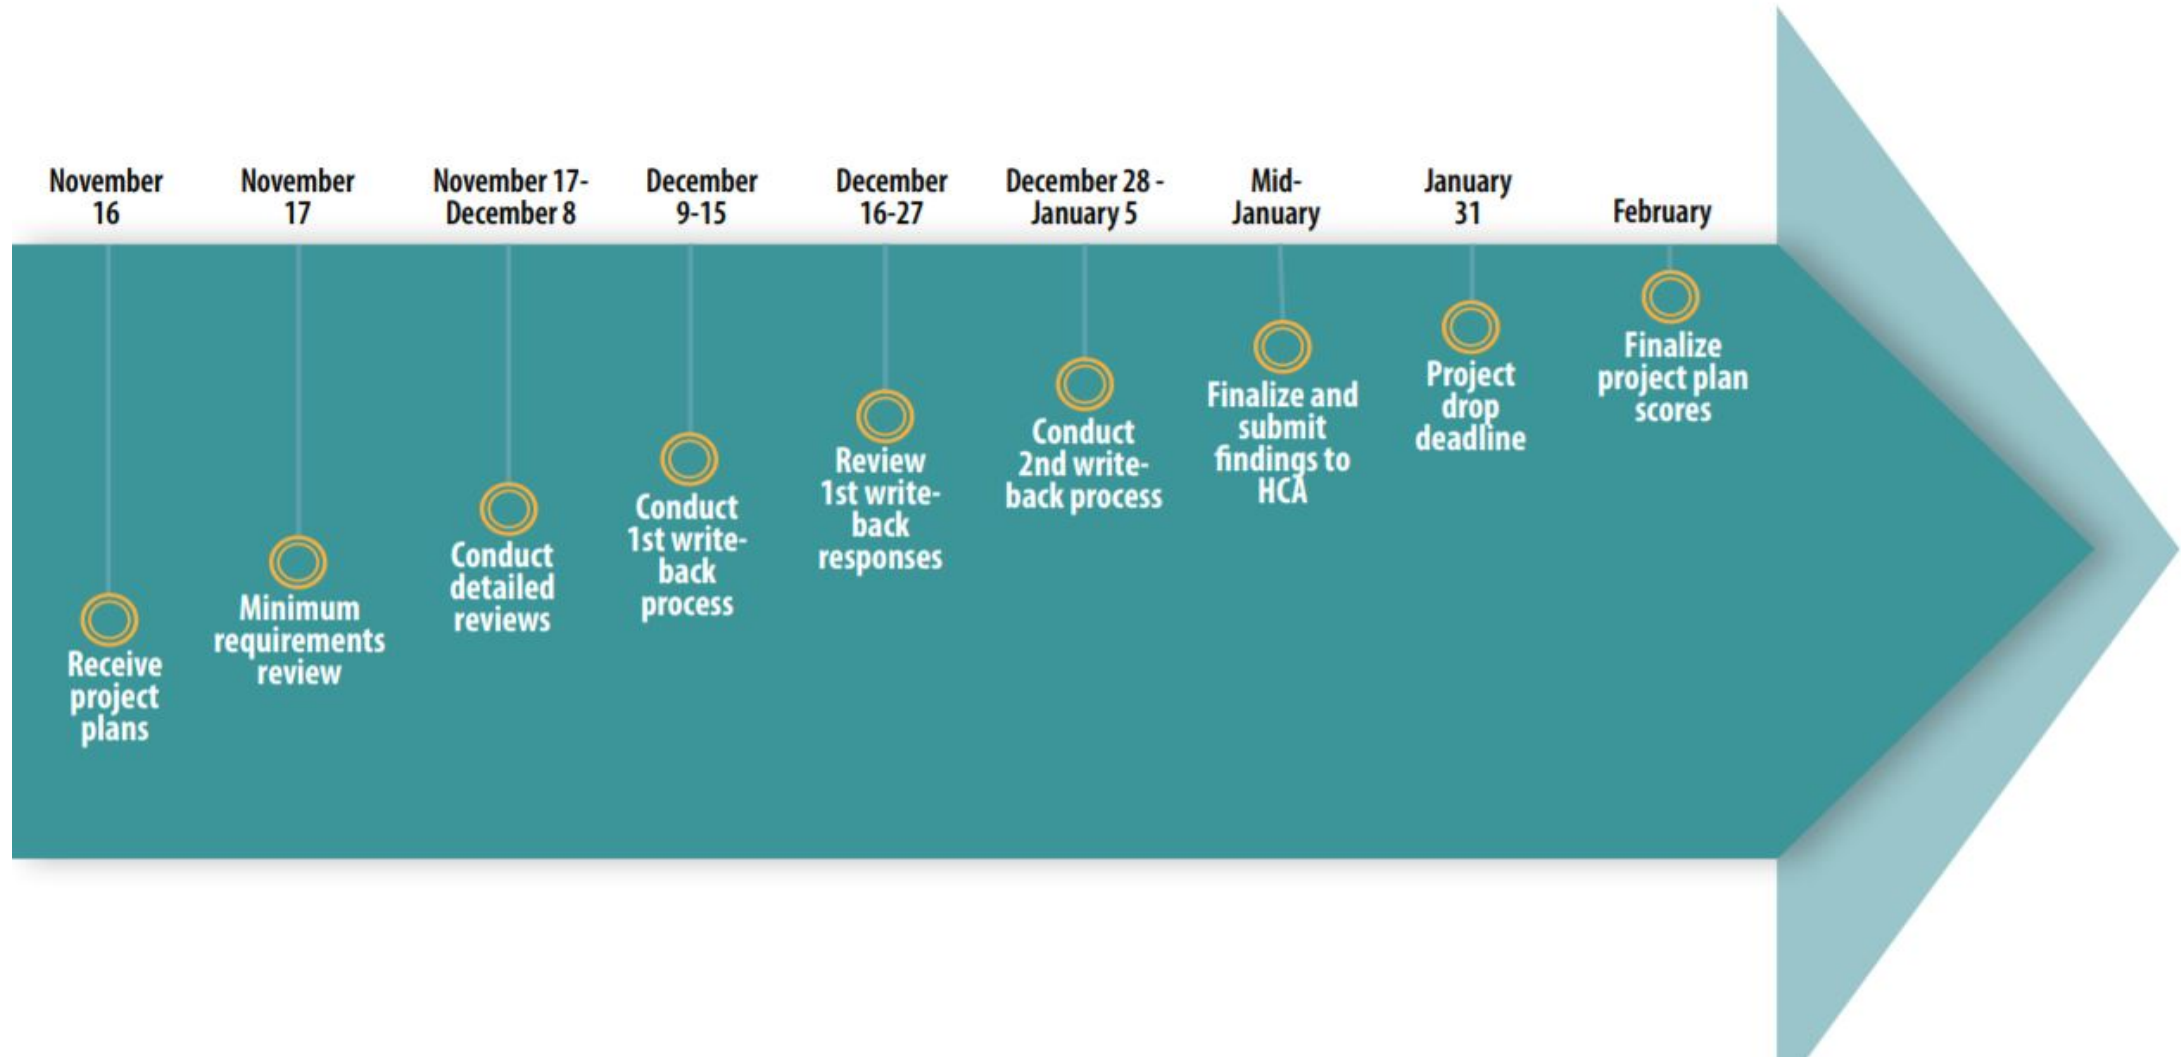 November
16
November
17
November 17-
December 8
December
9-15
December
16-27
December 28 -
January 5
Mid-
January
January
31
February
Receive
project
plans
Minimum
requirements
review
Conduct
detailed
reviews
Conduct
1st write-
back
process
Review
1st write-
back
responses
Conduct
2nd write-
back process
Finalize and
submit
findings to
HCA
Project
drop
deadline
Finalize
project plan
scores